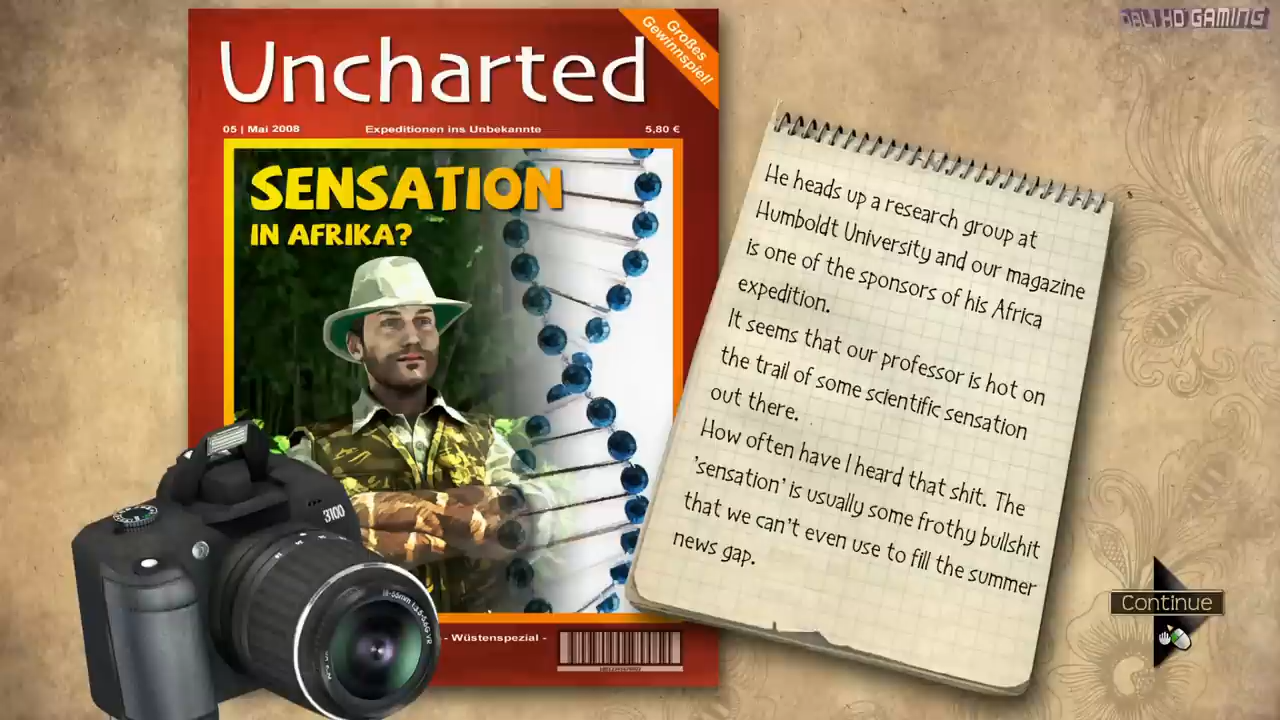 DALI HD GAMING
Uncharted
Großes
Gewinnspiel!
05 | Mai 2008 Expeditionen ins Unbekannte 5,80 €
SENSATION
IN AFRIKA?
He heads up a research group at
Humboldt University and our magazine
is one of the sponsors of his Africa
expedition.
It seems that our professor is hot on
the trail of some scientific sensation
out there.
How often have I heard that shit. The
'sensation' is usually some frothy bullshit
that we can't even use to fill the summer
news gap.
3100
- Wüstenspezial -
Continue